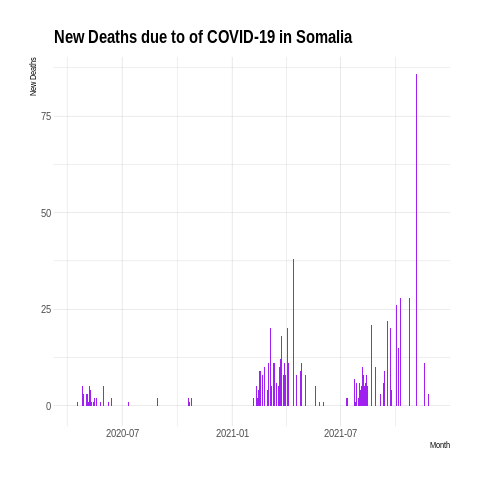 New Deaths due to of COVID-19 in Somalia
New Deaths
75
50
25
0
2020-07
2021-01
2021-07
Month